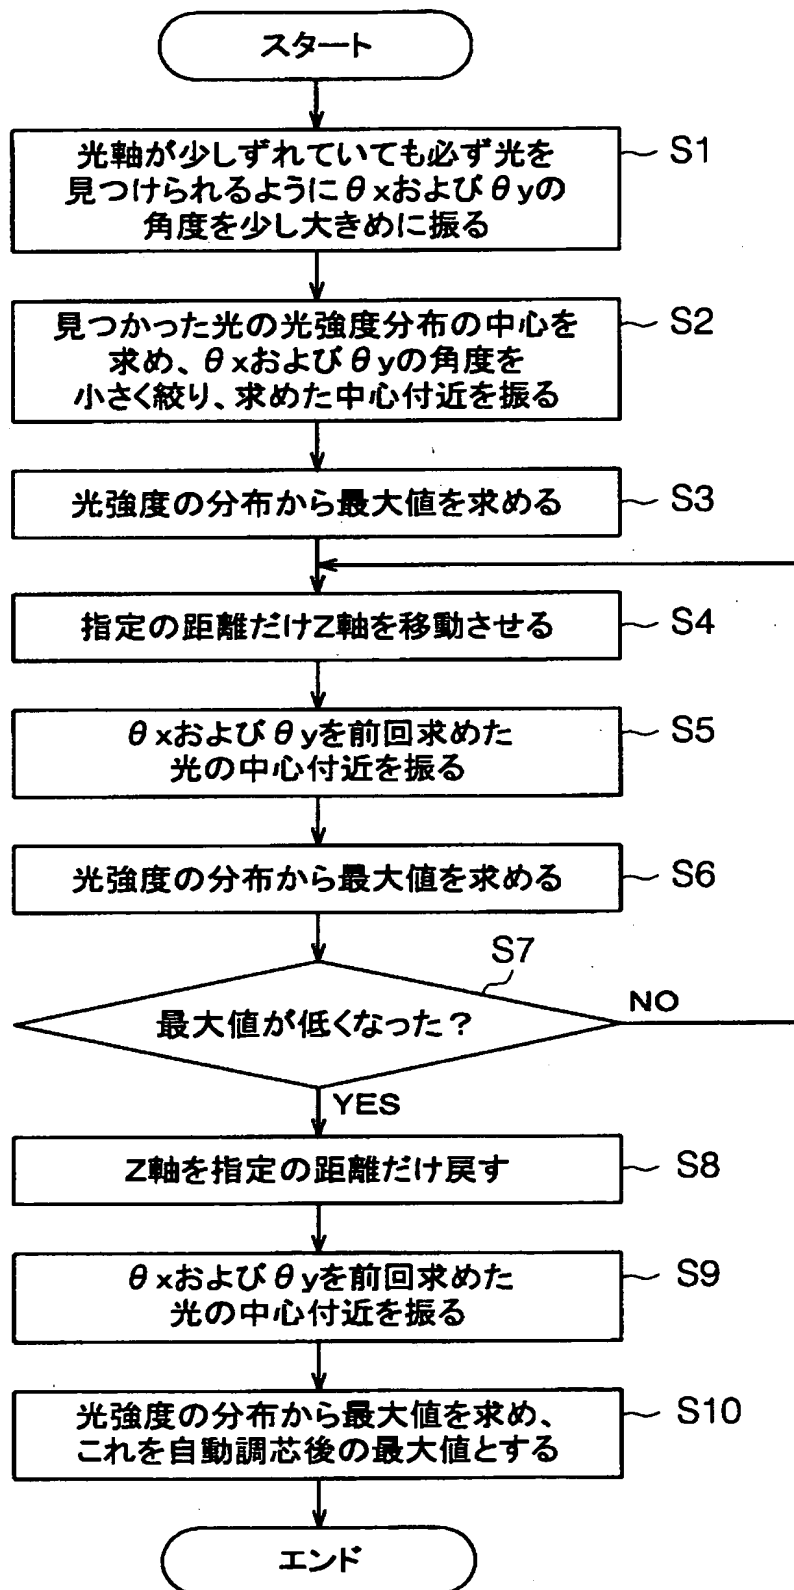 スタート
光軸が少しずれていても必ず光を
見つけられるようにθxおよびθyの
角度を少し大きめに振る
S1
見つかった光の光強度分布の中心を
求め、θxおよびθyの角度を
小さく絞り、求めた中心付近を振る
S2
光強度の分布から最大値を求める
S3
指定の距離だけZ軸を移動させる
S4
θxおよびθyを前回求めた
光の中心付近を振る
S5
光強度の分布から最大値を求める
S6
S7
最大値が低くなった?
NO
YES
Z軸を指定の距離だけ戻す
S8
θxおよびθyを前回求めた
光の中心付近を振る
S9
光強度の分布から最大値を求め、
これを自動調芯後の最大値とする
S10
エンド